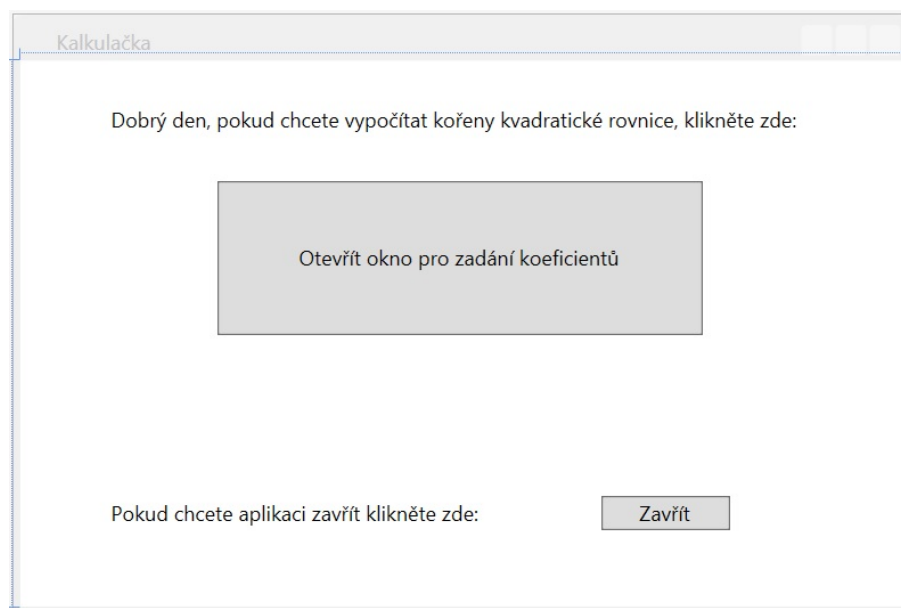 Kalkulačka
Dobrý den, pokud chcete vypočítat kořeny kvadratické rovnice, klikněte zde:
Otevřít okno pro zadání koeficientů
Pokud chcete aplikaci zavřít klikněte zde:
Zavřít